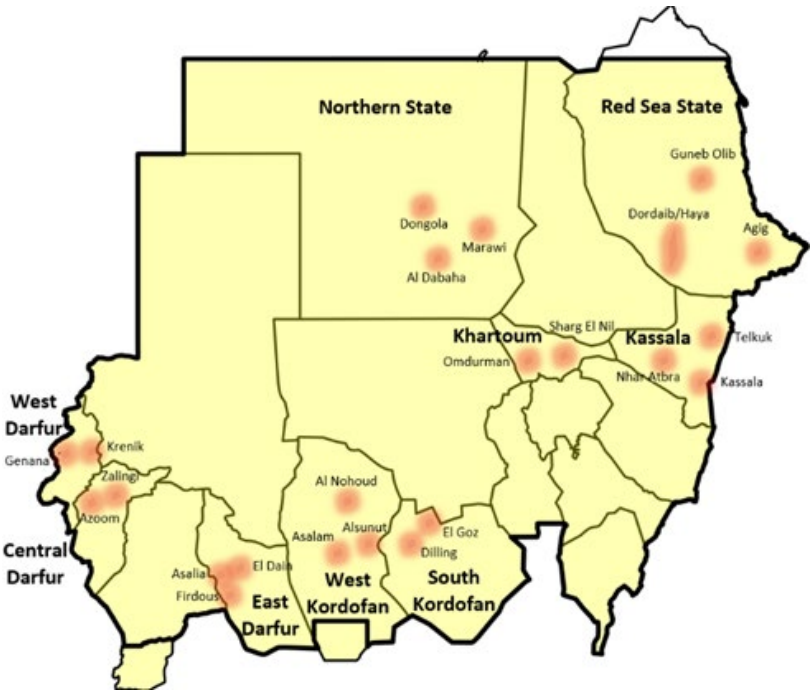 Northern State
Red Sea State
Guneb Olib
Dongola
Dordaib/Haya
Marawi
Agig
Al Dabaha
Khartoum
Sharg El Nil
Kassala
Telkuk
Omdurman
Nhar Atbra
Kassala
West
Darfur
Krenik
Genana
Zalingi
Azoom
Al Nohoud
Alsunut
El Goz
Asalam
Dilling
Central
Darfur
Asalia
El Dain
Firdous
East
Darfur
West
Kordofan
South
Kordofan